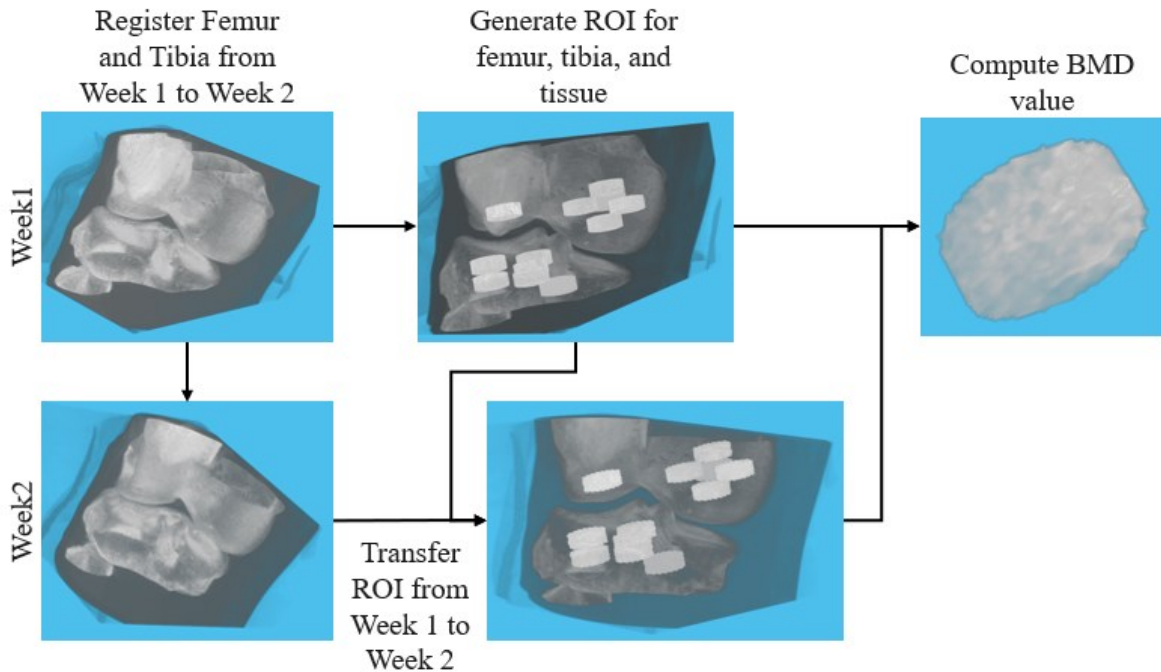 Register Femur
and Tibia from
Week 1 to Week 2
Generate ROI for
femur, tibia, and
tissue
Compute BMD
value
Week1
Week2
Transfer
ROI from
Week 1 to
Week 2